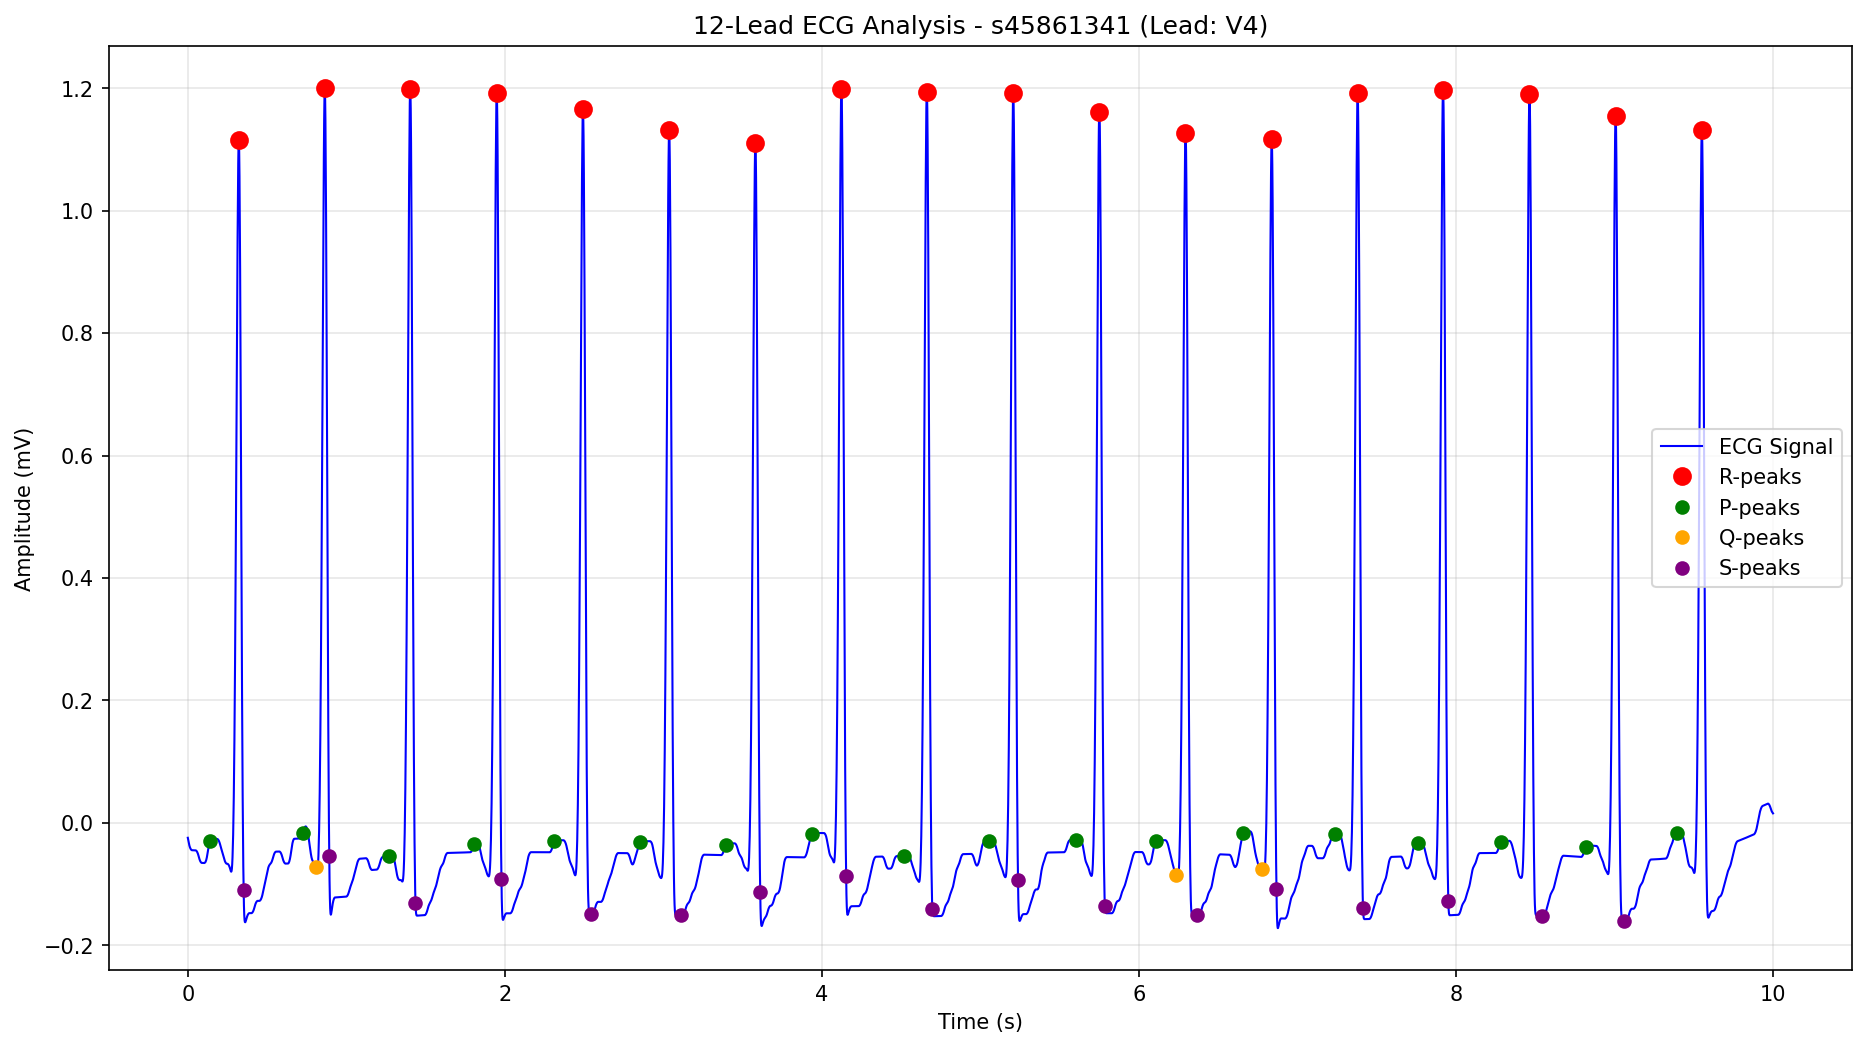 12-Lead ECG Analysis - s45861341 (Lead: V4)
1.2
1.0
0.8
0.6
0.4
0.2
0.0
−0.2
Amplitude (mV)
ECG Signal
R-peaks
P-peaks
Q-peaks
S-peaks
0 2 4 6 8 10
Time (s)